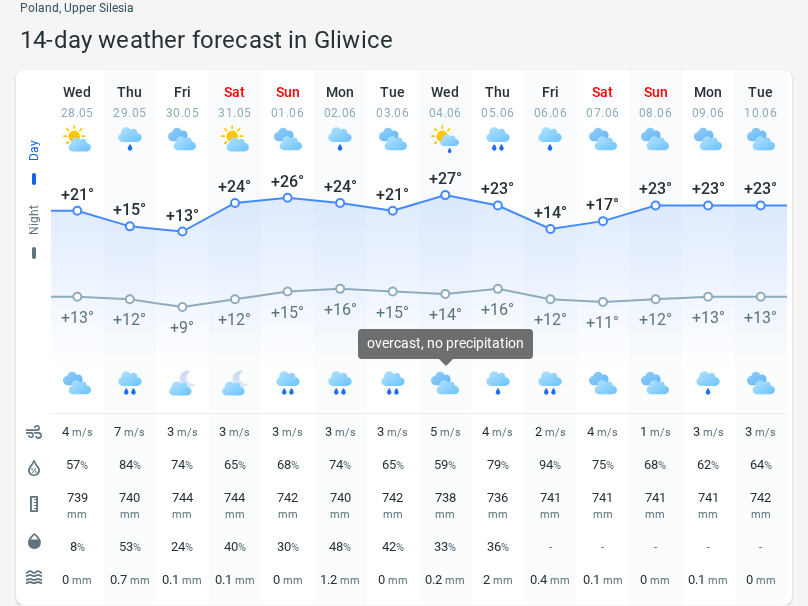 Poland, Upper Silesia
14-day weather forecast in Gliwice
Wed Thu Fri Sat Sun Mon Tue Wed Thu Fri Sat Sun Mon Tue
28.05 29.05 30.05 31.05 01.06 02.06 03.06 04.06 05.06 06.06 07.06 08.06 09.06 10.06
Day
+21° +15° +13° +24° +26° +24° +21° +27° +23° +14° +17° +23° +23° +23°
Night
+13° +12° +9° +12° +15° +16° +15° +14° +16° +12° +11° +12° +13° +13°
overcast, no precipitation
4 m/s 7 m/s 3 m/s 3 m/s 3 m/s 3 m/s 3 m/s 5 m/s 4 m/s 2 m/s 4 m/s 1 m/s 3 m/s 3 m/s
57% 84% 74% 65% 68% 74% 65% 59% 79% 94% 75% 68% 62% 64%
739 740 744 744 742 740 742 738 736 741 741 741 741 742
mm mm mm mm mm mm mm mm mm mm mm mm mm mm
8% 53% 24% 40% 30% 48% 42% 33% 36% - - - - -
0 mm 0.7 mm 0.1 mm 0.1 mm 0 mm 1.2 mm 0 mm 0.2 mm 2 mm 0.4 mm 0.1 mm 0 mm 0.1 mm 0 mm